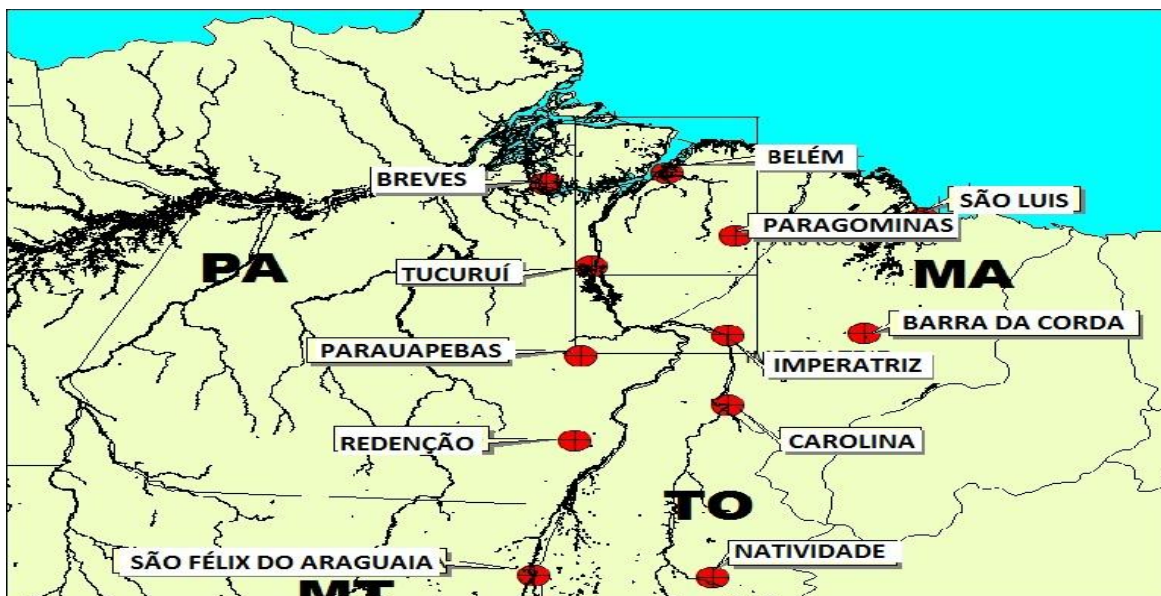 BELÉM
BREVES
SÃO LUIS
PARAGOMINAS
PA
TUCURUÍ
MA
BARRA DA CORDA
PARAUAPEBAS
IMPERATRIZ
REDENÇÃO
CAROLINA
TO
NATIVIDADE
SÃO FÉLIX DO ARAGUAIA
MT